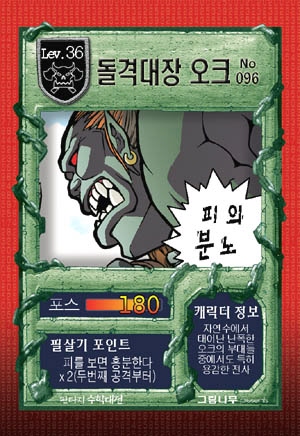 Lev. 36
돌격대장 오크
No
096
피의
분노
포스 180
필살기 포인트
피를 보면 흥분한다
x 2(두번째 공격부터)
캐릭터 정보
자연수에서
태어난 난폭한
오크의 부대들
중에서도 특히
용감한 전사
판타지 수학대전
그림나무